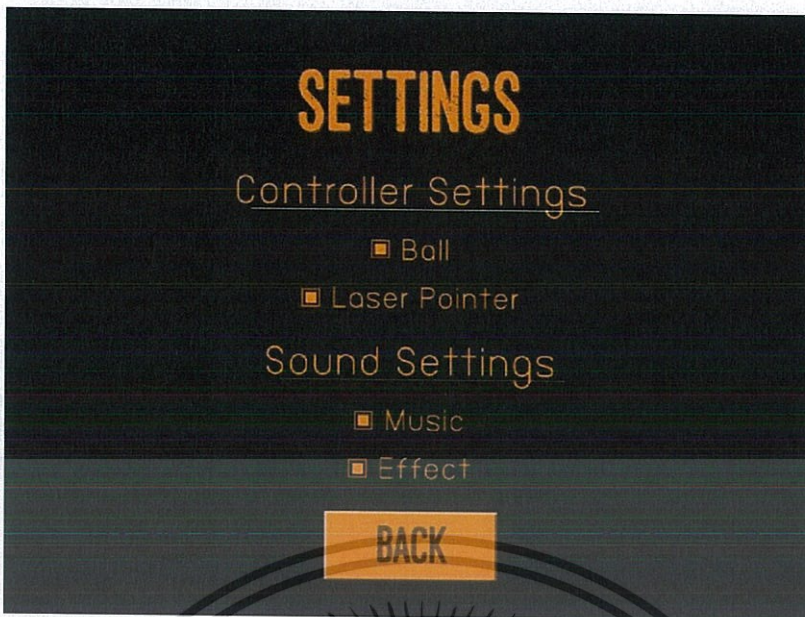 SETTINGS
Controller Settings
Ball
Laser Pointer
Sound Settings
Music
Effect
BACK